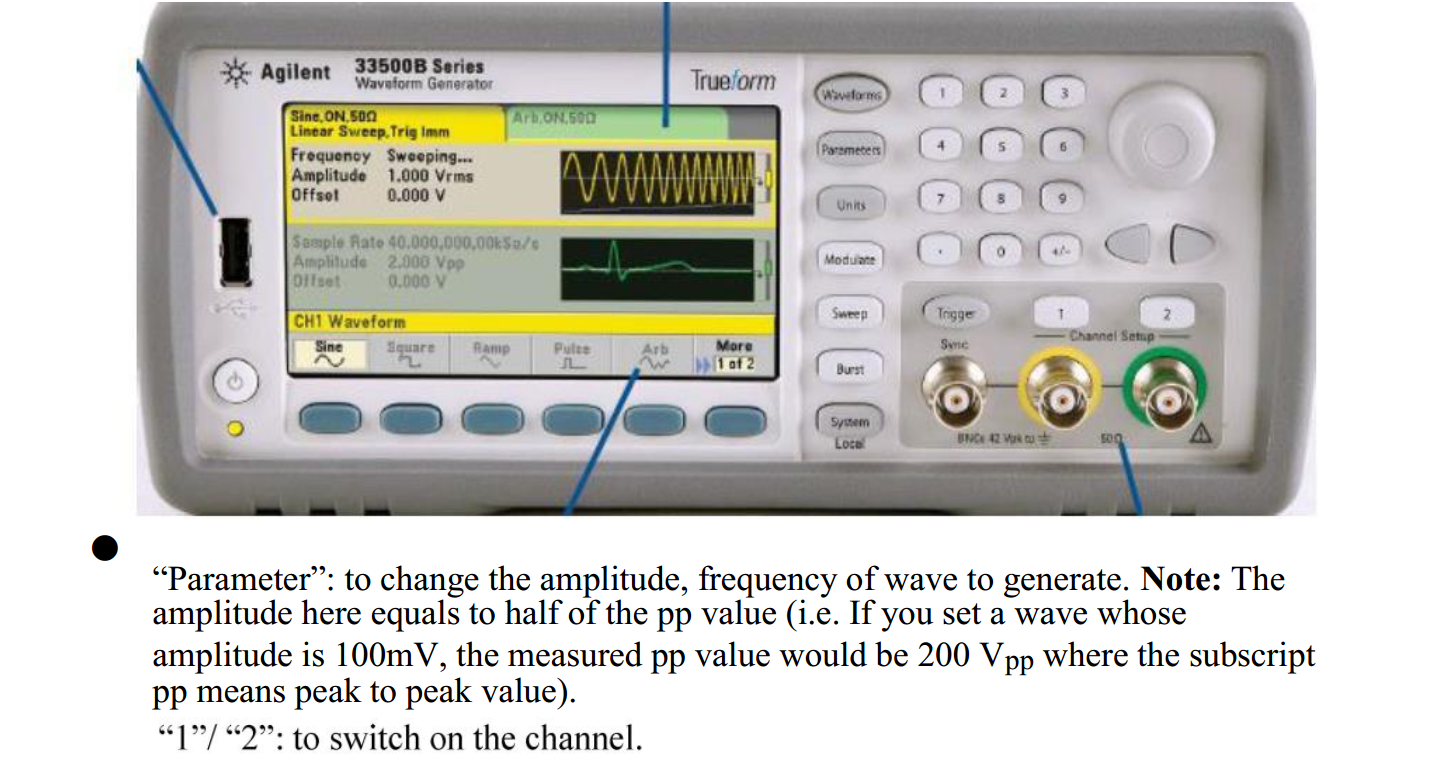 Agilent
33500B Series
Waveform Generator
Trueform
Sine,ON,50Ω
Linear Sweep,Trig Imm
Arb,ON,50Ω
Frequency Sweeping...
Amplitude 1.000 Vrms
Offset 0.000 V
Sample Rate 40.000,000,00kSa/s
Amplitude 2.000 Vpp
Offset 0.000 V
CH1 Waveform
Sine Square Ramp Pulse Arb More
1 of 2
Waveforms
Parameters
Units
Modulate
Sweep
Burst
System
Local
1 2 3
4 5 6
7 8 9
. 0 +/-
Trigger 1 2
Sync Channel Setup
BNCs 42 Vpk to ⏚ 50Ω
“Parameter”: to change the amplitude, frequency of wave to generate. Note: The
amplitude here equals to half of the pp value (i.e. If you set a wave whose
amplitude is 100mV, the measured pp value would be 200 Vpp where the subscript
pp means peak to peak value).
“1”/ “2”: to switch on the channel.